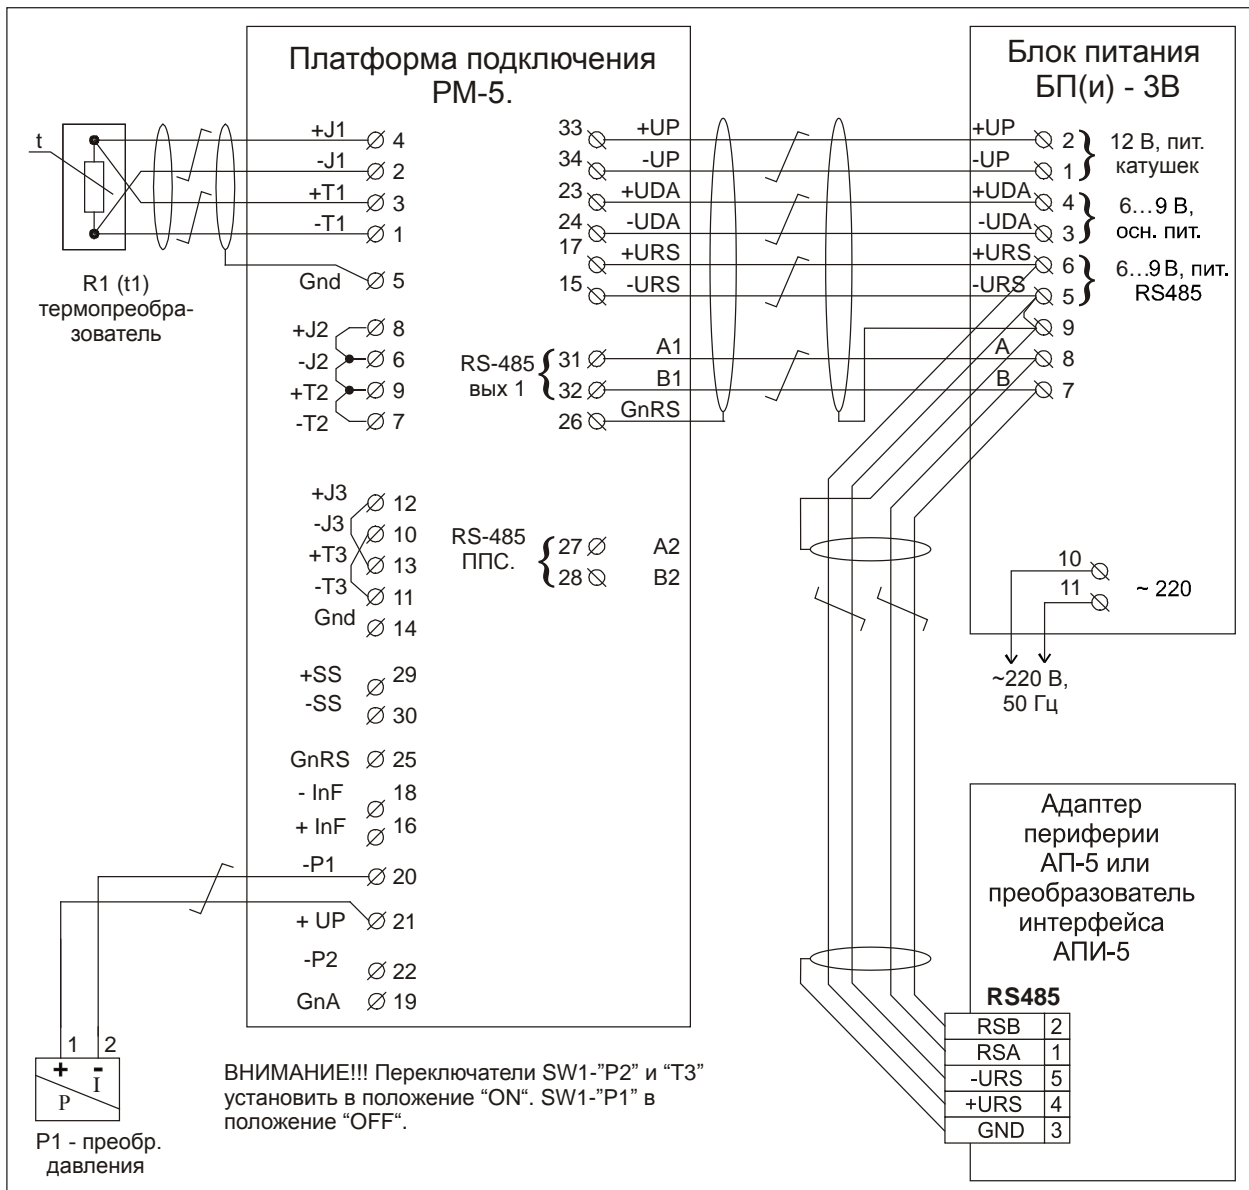 Платформа подключения
РМ-5.
Блок питания
БП(и) - 3В
t
R1 (t1)
термопреобра-
зователь
+J1 4
-J1 2
+T1 3
-T1 1
Gnd 5
+J2 8
-J2 6
+T2 9
-T2 7
+J3 12
-J3 10
+T3 13
-T3 11
Gnd 14
+SS 29
-SS 30
GnRS 25
- InF 18
+ InF 16
-P1 20
+ UP 21
-P2 22
GnA 19
33 +UP
34 -UP
23 +UDA
24 -UDA
17 +URS
15 -URS
RS-485
вых 1
31 A1
32 B1
26 GnRS
RS-485
ППС.
27 A2
28 B2
+UP 2
-UP 1
12 В, пит.
катушек
+UDA 4
-UDA 3
6...9 В,
осн. пит.
+URS 6
-URS 5
6...9 В, пит.
RS485
9
A 8
B 7
10
11
~ 220
~220 В,
50 Гц
Адаптер
периферии
АП-5 или
преобразователь
интерфейса
АПИ-5
RS485
RSB 2
RSA 1
-URS 5
+URS 4
GND 3
1 2
+ -
I
P
P1 - преобр.
давления
ВНИМАНИЕ!!! Переключатели SW1-”P2” и “T3”
установить в положение “ON“. SW1-”P1” в
положение “OFF“.